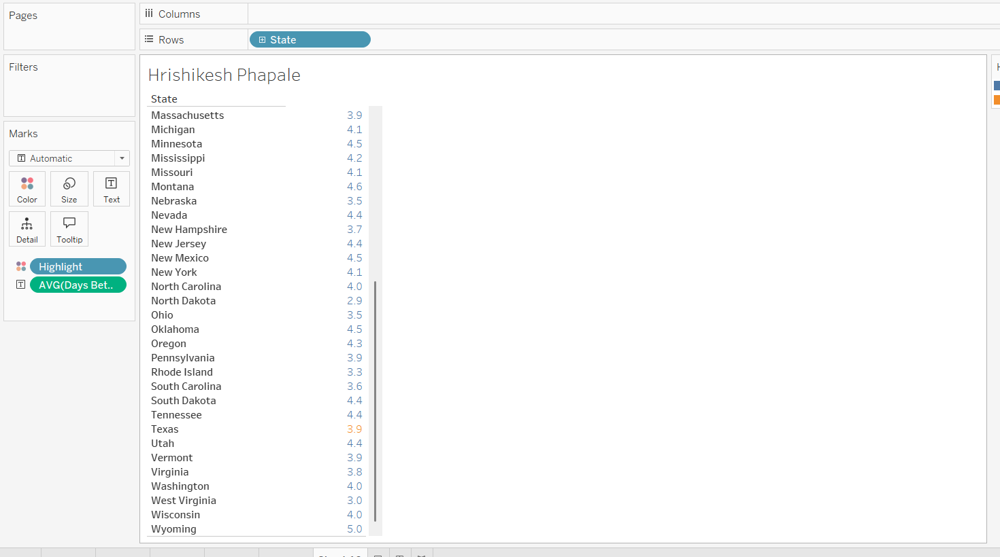 Pages
Columns
Rows
State
Filters
Marks
Automatic
Color
Size
Text
Detail
Tooltip
Highlight
AVG(Days Bet..
Hrishikesh Phapale
State
Massachusetts 3.9
Michigan 4.1
Minnesota 4.5
Mississippi 4.2
Missouri 4.1
Montana 4.6
Nebraska 3.5
Nevada 4.4
New Hampshire 3.7
New Jersey 4.4
New Mexico 4.5
New York 4.1
North Carolina 4.0
North Dakota 2.9
Ohio 3.5
Oklahoma 4.5
Oregon 4.3
Pennsylvania 3.9
Rhode Island 3.3
South Carolina 3.6
South Dakota 4.4
Tennessee 4.4
Texas 3.9
Utah 4.4
Vermont 3.9
Virginia 3.8
Washington 4.0
West Virginia 3.0
Wisconsin 4.0
Wyoming 5.0